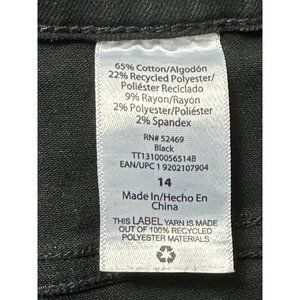 65% Cotton/Algodón
22% Recycled Polyester/
Poliéster Reciclado
9% Rayon/Rayón
2% Polyester/Poliéster
2% Spandex
RN# 52469
Black
TT13100056514B
EAN/UPC 1 9202107904
14
Made In/Hecho En
China
THIS LABEL YARN IS MADE
OUT OF 100% RECYCLED
POLYESTER MATERIALS.